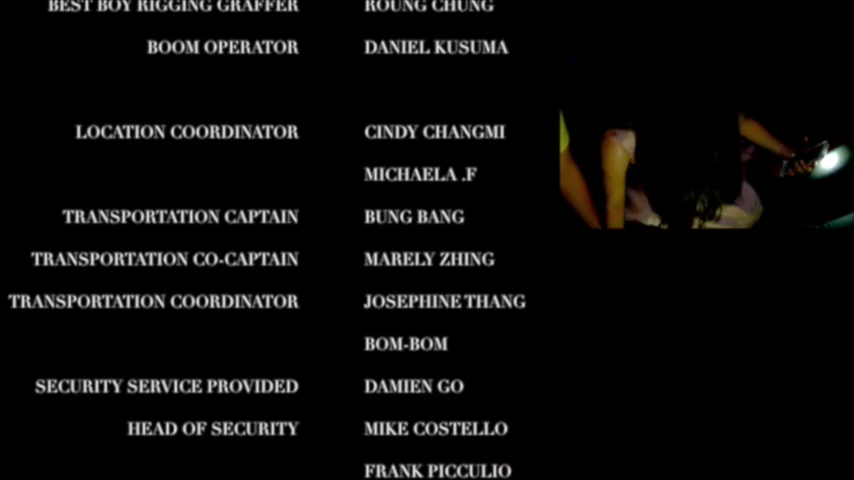 BEST BOY RIGGING GRAFFER ROUNG CHUNG
BOOM OPERATOR DANIEL KUSUMA
LOCATION COORDINATOR CINDY CHANGMI
MICHAELA .F
TRANSPORTATION CAPTAIN BUNG BANG
TRANSPORTATION CO-CAPTAIN MARELY ZHING
TRANSPORTATION COORDINATOR JOSEPHINE THANG
BOM-BOM
SECURITY SERVICE PROVIDED DAMIEN GO
HEAD OF SECURITY MIKE COSTELLO
FRANK PICCULIO